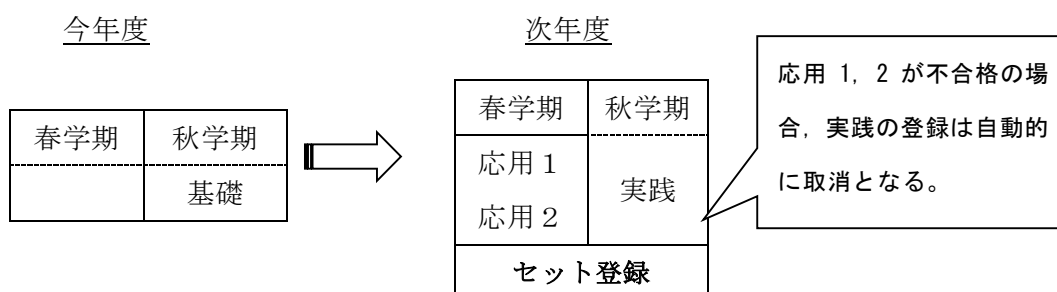 今年度
次年度
春学期 秋学期
基礎
春学期 秋学期
応用１
応用２
実践
セット登録
応用 1, 2 が不合格の場
合, 実践の登録は自動的
に取消となる。